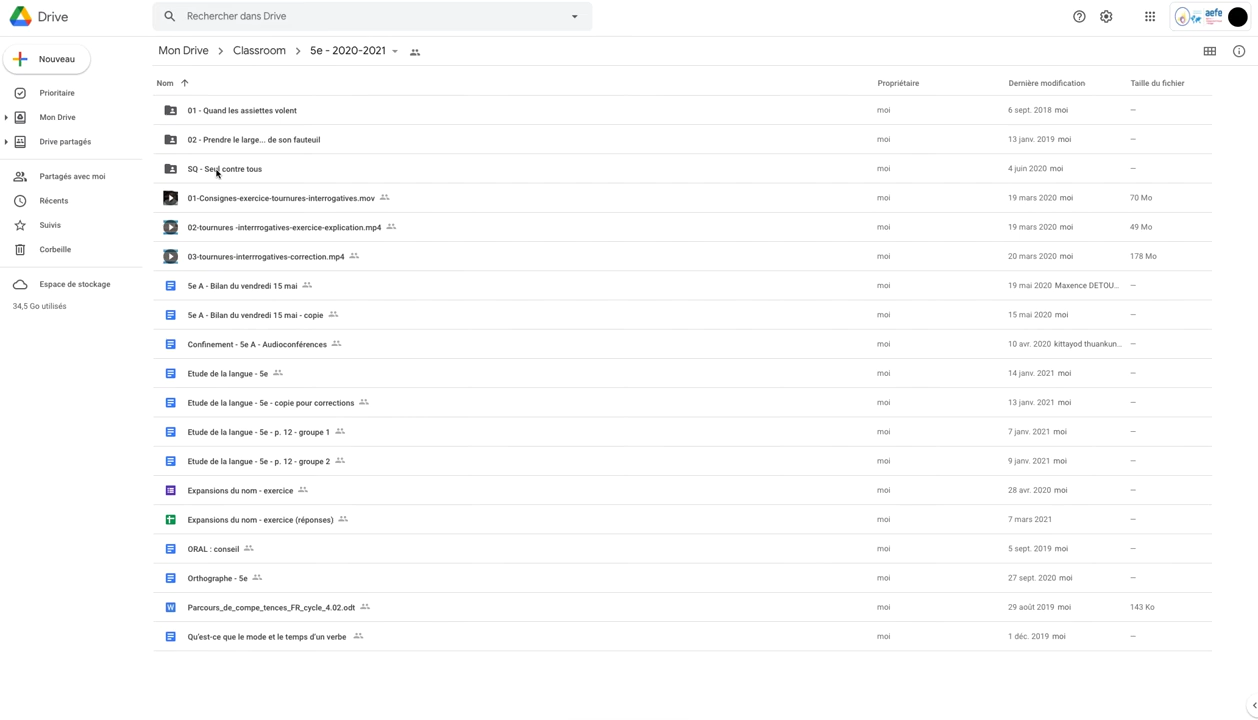 Drive
Rechercher dans Drive
aefe
Nouveau
Mon Drive > Classroom > 5e - 2020-2021
Prioritaire
Mon Drive
Drive partagés
Partagés avec moi
Récents
Suivis
Corbeille
Espace de stockage
34,5 Go utilisés
Nom Propriétaire Dernière modification Taille du fichier
01 - Quand les assiettes volent moi 6 sept. 2018 moi —
02 - Prendre le large... de son fauteuil moi 13 janv. 2019 moi —
SQ - Seul contre tous moi 4 juin 2020 moi —
01-Consignes-exercice-tournures-interrogatives.mov moi 19 mars 2020 moi 70 Mo
02-tournures -interrrogatives-exercice-explication.mp4 moi 19 mars 2020 moi 49 Mo
03-tournures-interrrogatives-correction.mp4 moi 20 mars 2020 moi 178 Mo
5e A - Bilan du vendredi 15 mai moi 19 mai 2020 Maxence DETOU... —
5e A - Bilan du vendredi 15 mai - copie moi 15 mai 2020 moi —
Confinement - 5e A - Audioconférences moi 10 avr. 2020 kittayod thuankun... —
Etude de la langue - 5e moi 14 janv. 2021 moi —
Etude de la langue - 5e - copie pour corrections moi 13 janv. 2021 moi —
Etude de la langue - 5e - p. 12 - groupe 1 moi 7 janv. 2021 moi —
Etude de la langue - 5e - p. 12 - groupe 2 moi 9 janv. 2021 moi —
Expansions du nom - exercice moi 28 avr. 2020 moi —
Expansions du nom - exercice (réponses) moi 7 mars 2021 —
ORAL : conseil moi 5 sept. 2019 moi —
Orthographe - 5e moi 27 sept. 2020 moi —
Parcours_de_compe_tences_FR_cycle_4.02.odt moi 29 août 2019 moi 143 Ko
Qu'est-ce que le mode et le temps d'un verbe moi 1 déc. 2019 moi —